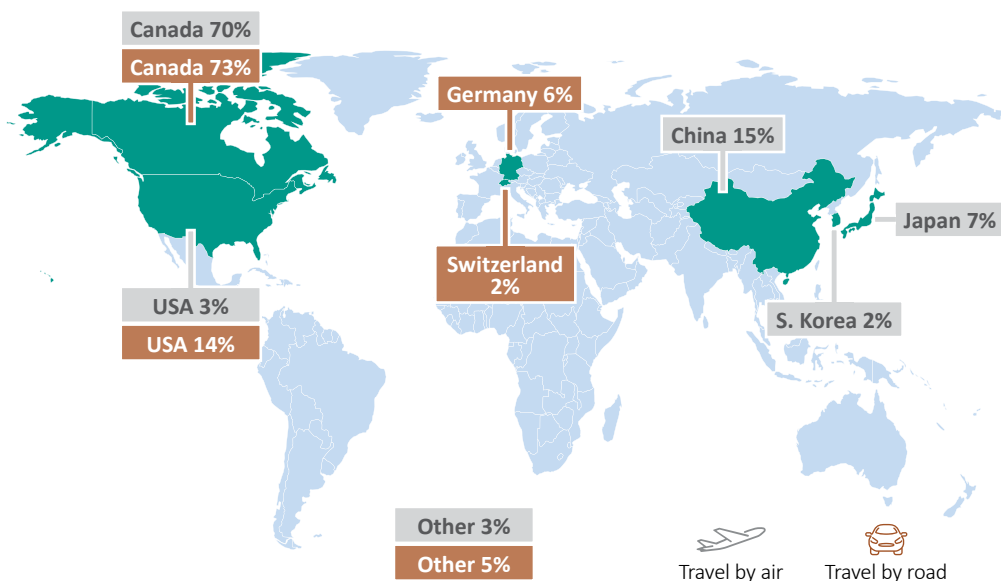 Canada 70%
Canada 73%
Germany 6%
China 15%
Japan 7%
Switzerland
2%
USA 3%
S. Korea 2%
USA 14%
Other 3%
Other 5%
Travel by air
Travel by road